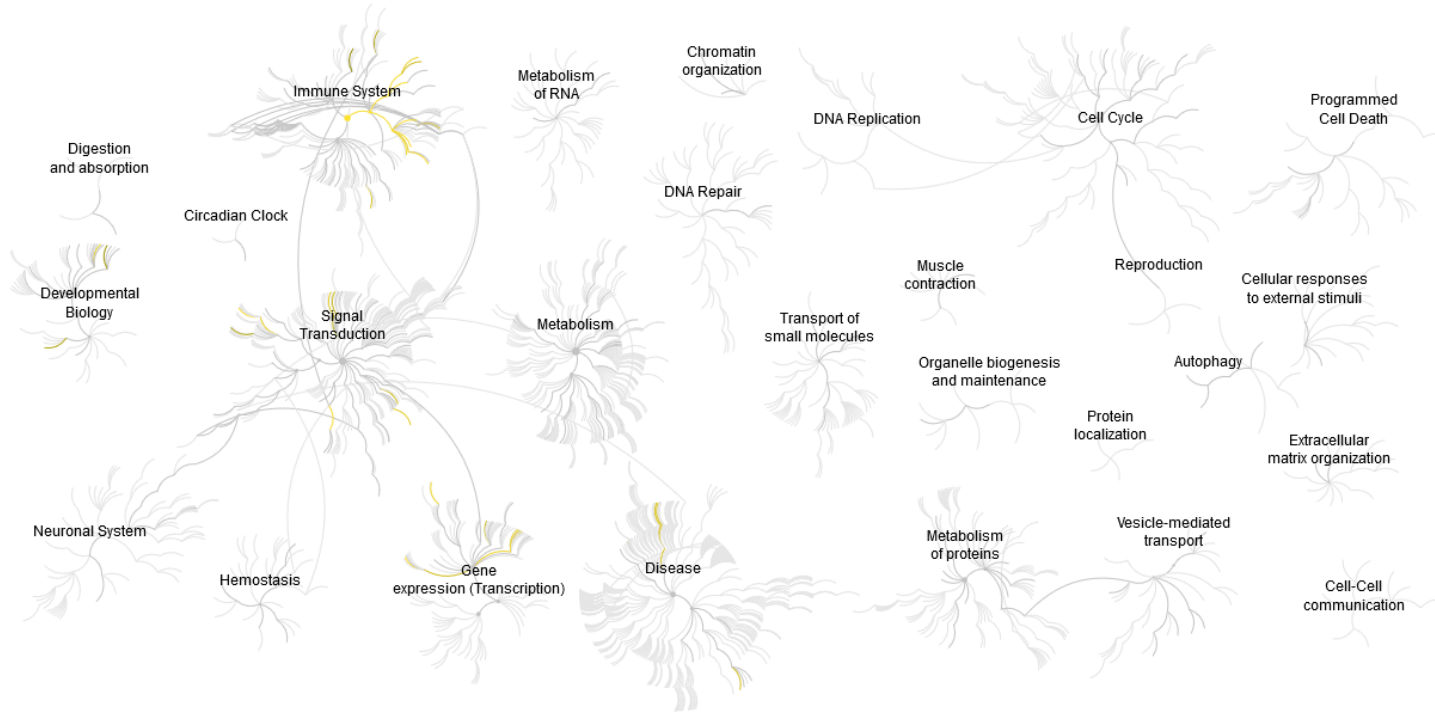 Chromatin
organization
Metabolism
of RNA
Immune System
DNA Replication
Cell Cycle
Programmed
Cell Death
Digestion
and absorption
DNA Repair
Circadian Clock
Muscle
contraction
Reproduction
Cellular responses
to external stimuli
Developmental
Biology
Signal
Transduction
Metabolism
Transport of
small molecules
Organelle biogenesis
and maintenance
Autophagy
Protein
localization
Extracellular
matrix organization
Neuronal System
Hemostasis
Gene
expression (Transcription)
Disease
Metabolism
of proteins
Vesicle-mediated
transport
Cell-Cell
communication